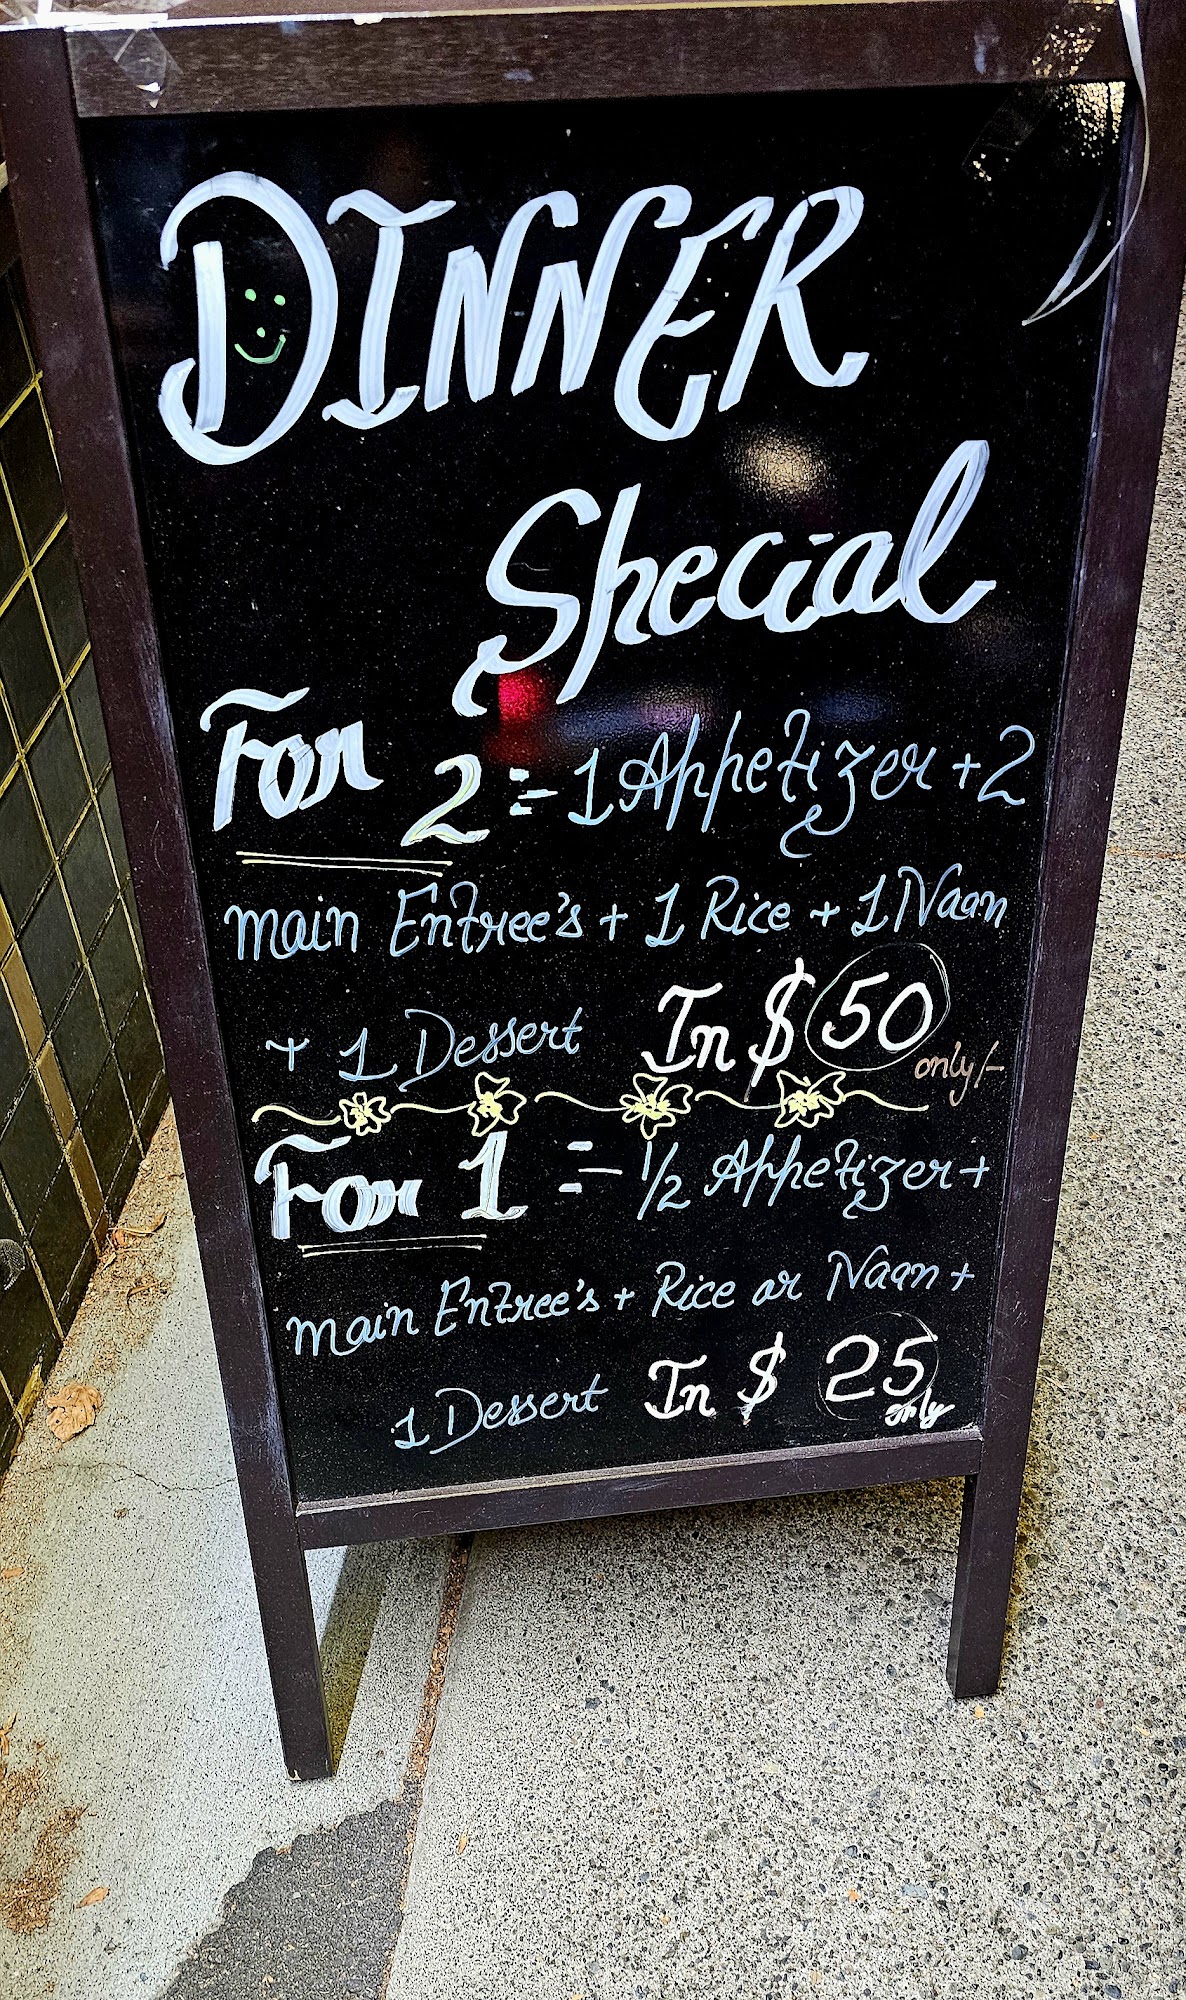 DINNER
Special
For 2 := 1 Appetizer + 2
main Entree's + 1 Rice + 1 Naan
+ 1 Dessert In $ 50
only/-
For 1 := 1/2 Appetizer +
main Entree's + Rice or Naan +
1 Dessert In $ 25
only